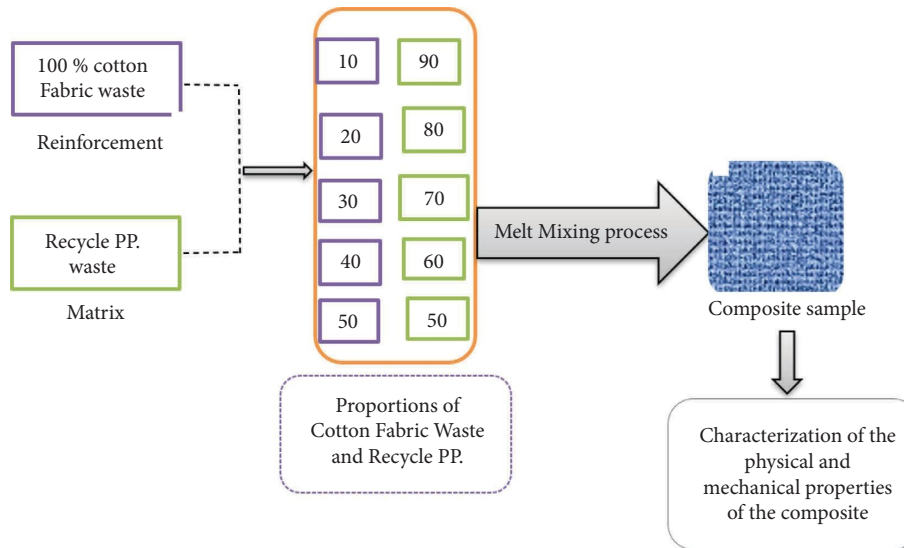 100 % cotton
Fabric waste
Reinforcement
Recycle PP.
waste
Matrix
10 90
20 80
30 70
40 60
50 50
Proportions of
Cotton Fabric Waste
and Recycle PP.
Melt Mixing process
Composite sample
Characterization of the
physical and
mechanical properties
of the composite